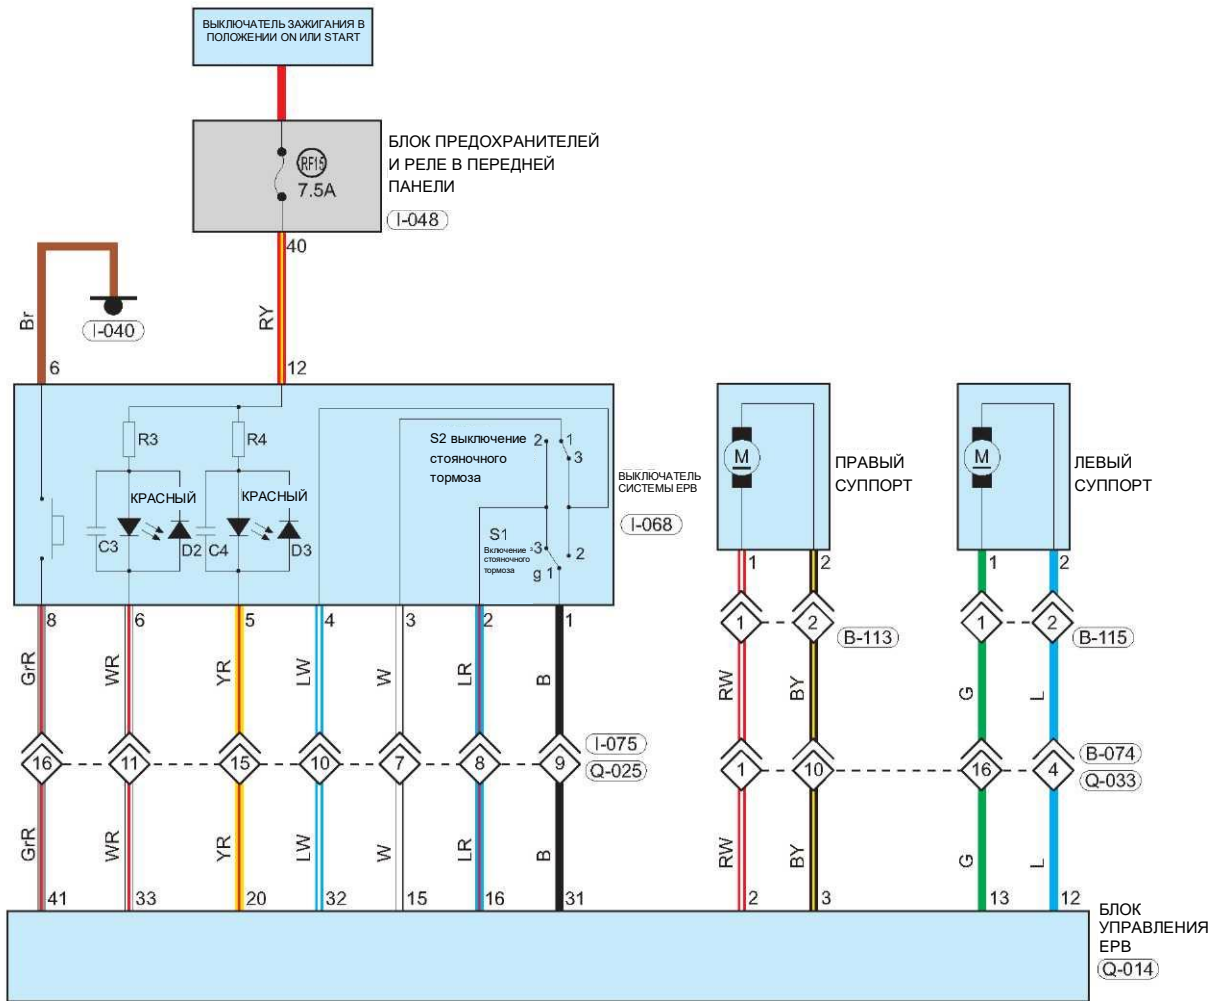 ВЫКЛЮЧАТЕЛЬ ЗАЖИГАНИЯ В
ПОЛОЖЕНИИ ON ИЛИ START
RF15
7.5A
БЛОК ПРЕДОХРАНИТЕЛЕЙ
И РЕЛЕ В ПЕРЕДНЕЙ
ПАНЕЛИ
I-048
40
Br
I-040
RY
6
12
R3
R4
КРАСНЫЙ
КРАСНЫЙ
C3
D2
C4
D3
S2 выключение
стояночного
тормоза
2
1
3
S1
Включение
стояночного
тормоза
3
2
g 1
ВЫКЛЮЧАТЕЛЬ
СИСТЕМЫ EPB
I-068
M
ПРАВЫЙ
СУППОРТ
M
ЛЕВЫЙ
СУППОРТ
8
6
5
4
3
2
1
1
2
1
2
1
2
B-113
1
2
B-115
GrR
WR
YR
LW
W
LR
B
RW
BY
G
L
16
11
15
10
7
8
9
I-075
Q-025
1
10
16
4
B-074
Q-033
GrR
WR
YR
LW
W
LR
B
RW
BY
G
L
41
33
20
32
15
16
31
2
3
13
12
БЛОК
УПРАВЛЕНИЯ
EPB
Q-014